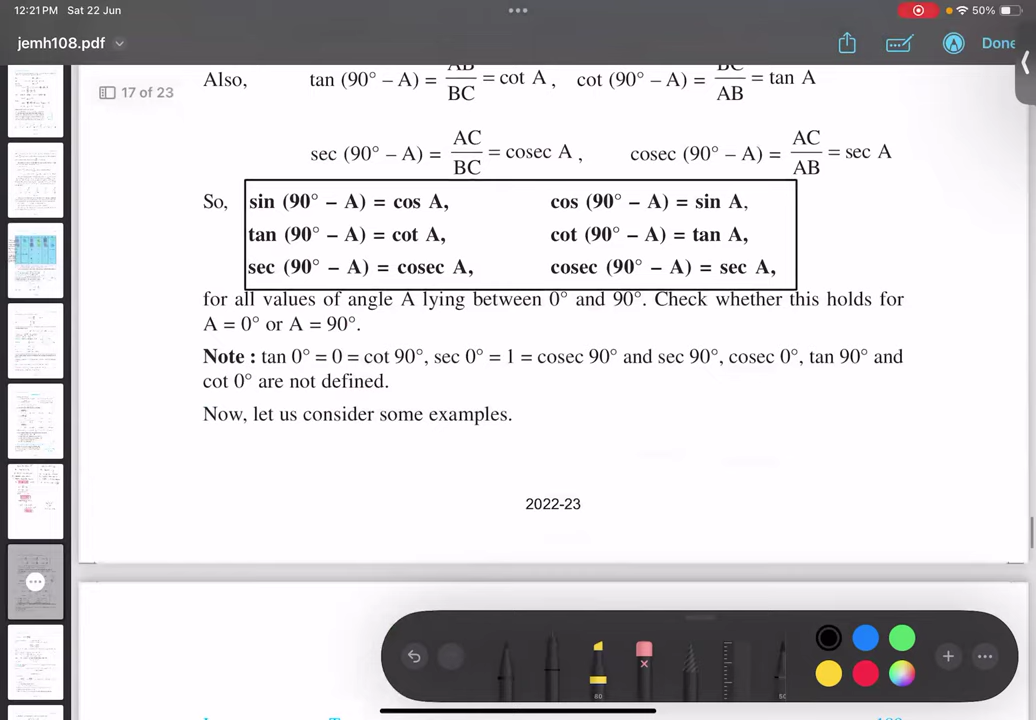 12:21 PM Sat 22 Jun
50%
jemh108.pdf
Done
17 of 23
Also, tan (90° – A) = AB/BC = cot A , cot (90° – A) = BC/AB = tan A
sec (90° – A) = AC/BC = cosec A , cosec (90° – A) = AC/AB = sec A
So, sin (90° – A) = cos A, cos (90° – A) = sin A,
tan (90° – A) = cot A, cot (90° – A) = tan A,
sec (90° – A) = cosec A, cosec (90° – A) = sec A,
for all values of angle A lying between 0° and 90°. Check whether this holds for
A = 0° or A = 90°.
Note : tan 0° = 0 = cot 90°, sec 0° = 1 = cosec 90° and sec 90°, cosec 0°, tan 90° and
cot 0° are not defined.
Now, let us consider some examples.
2022-23
80